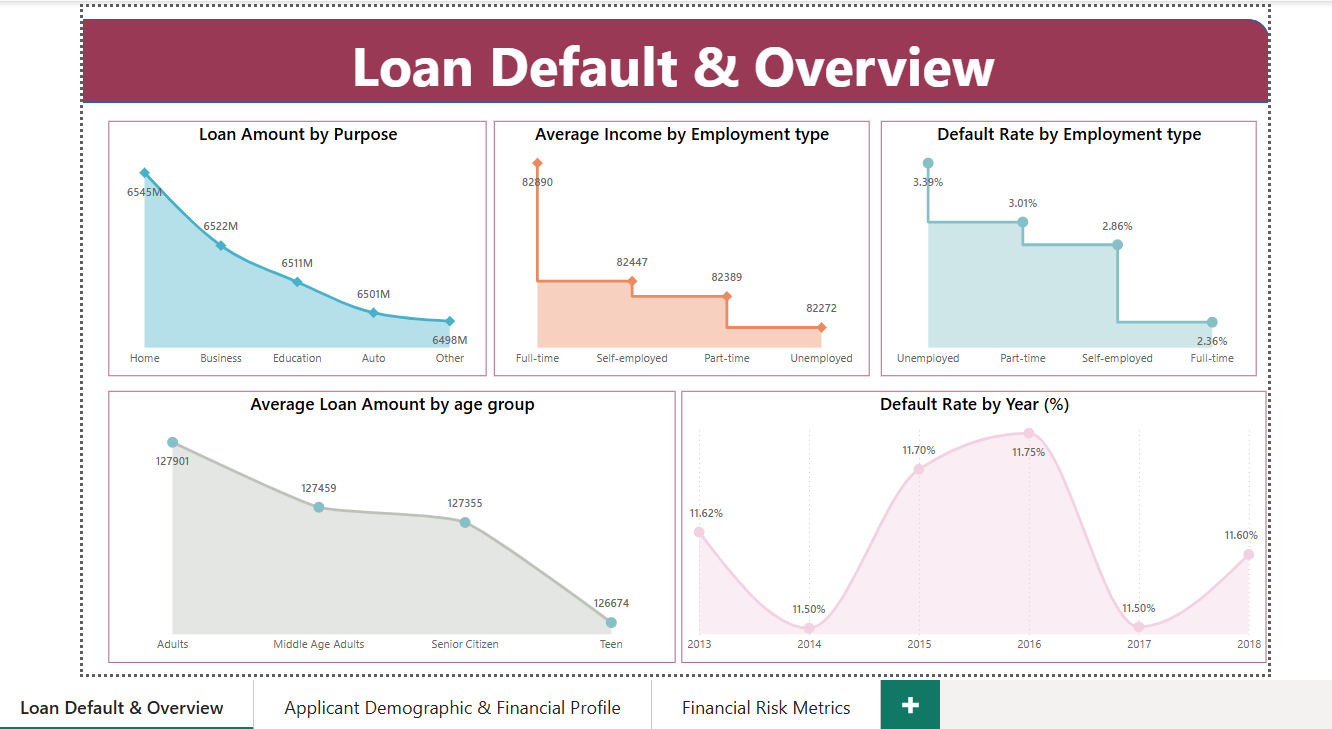 Loan Default & Overview
Loan Amount by Purpose
6545M
6522M
6511M
6501M
6498M
Home Business Education Auto Other
Average Income by Employment type
82890
82447
82389
82272
Full-time Self-employed Part-time Unemployed
Default Rate by Employment type
3.39%
3.01%
2.86%
2.36%
Unemployed Part-time Self-employed Full-time
Average Loan Amount by age group
127901
127459
127355
126674
Adults Middle Age Adults Senior Citizen Teen
Default Rate by Year (%)
11.62%
11.50%
11.70%
11.75%
11.50%
11.60%
2013 2014 2015 2016 2017 2018
Loan Default & Overview Applicant Demographic & Financial Profile Financial Risk Metrics